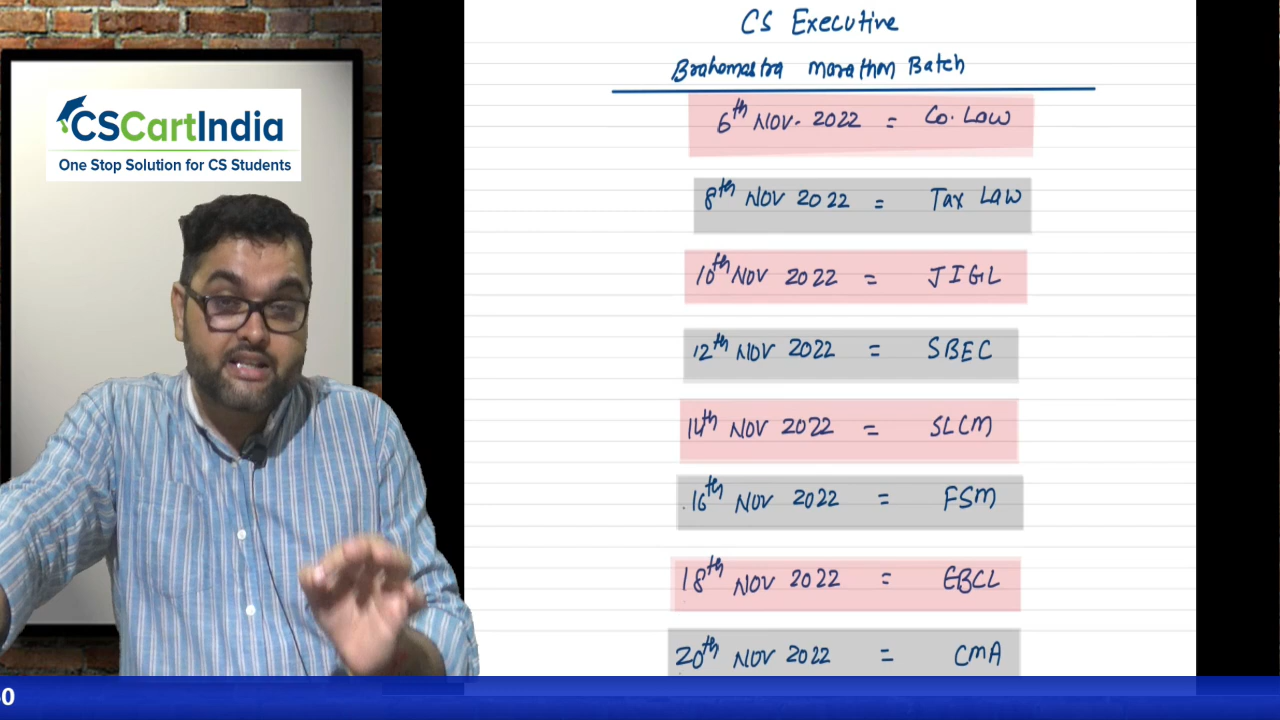 CSCartIndia
One Stop Solution for CS Students
CS Executive
Brahamastra marathon Batch
6th NOV. 2022 = Co. Law
8th NOV 2022 = Tax Law
10th NOV 2022 = JIGL
12th NOV 2022 = SBEC
14th NOV 2022 = SLCM
.16th NOV 2022 = FSM
18th NOV 2022 = EBCL
20th NOV 2022 = CMA
0